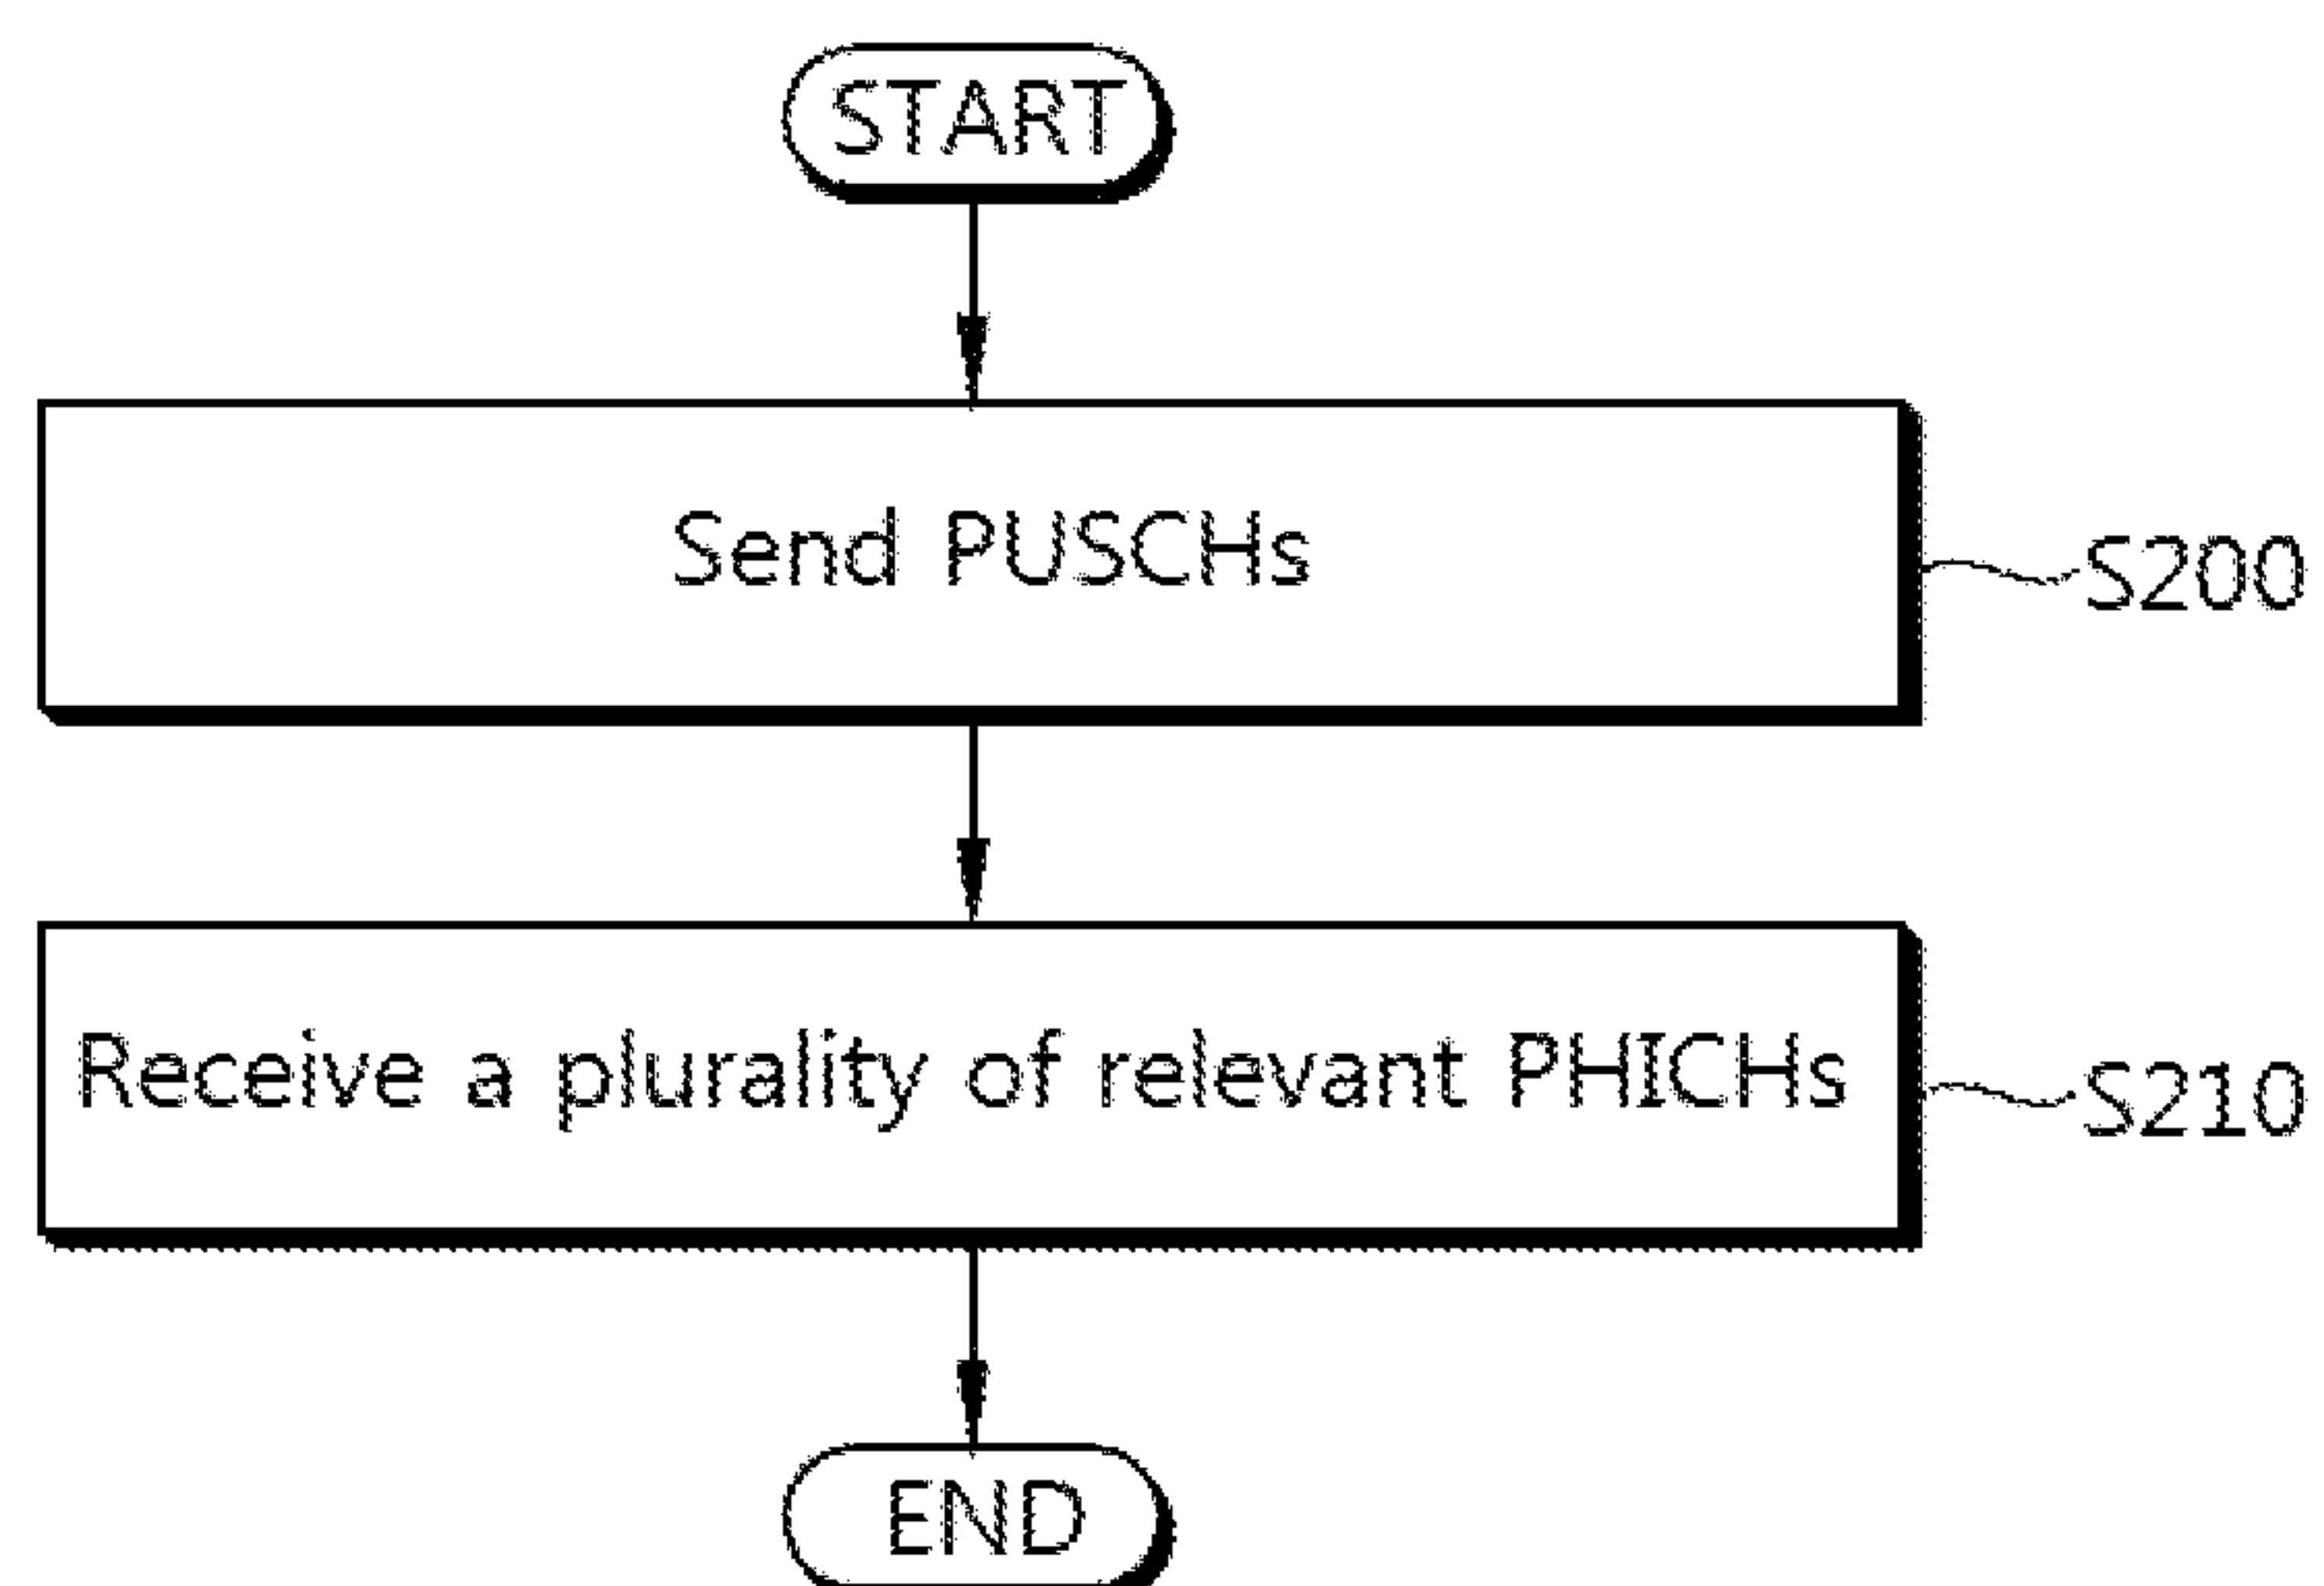 START
Send PUSCHs
S200
Receive a plurality of relevant PHICHs
S210
END